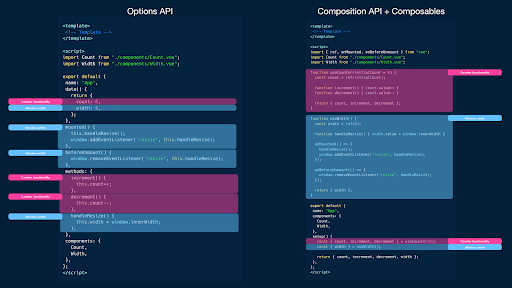 Options API
<template>
<!-- Template -->
</template>
<script>
import Count from "./components/Count.vue";
import Width from "./components/Width.vue";
export default {
name: "App",
data() {
return {
Counter functionality
count: 0,
Window width
width: 0,
};
},
Window width
mounted() {
this.handleResize();
window.addEventListener("resize", this.handleResize);
},
Window width
beforeUnmount() {
window.removeEventListener("resize", this.handleResize);
},
methods: {
Counter functionality
increment() {
this.count++;
},
Counter functionality
decrement() {
this.count--;
},
Window width
handleResize() {
this.width = window.innerWidth;
},
},
components: {
Count,
Width,
},
};
</script>
Composition API + Composables
<template>
<!-- Template -->
</template>
<script>
import { ref, onMounted, onBeforeUnmount } from "vue";
import Count from "./components/Count.vue";
import Width from "./components/Width.vue";
function useCounter(initialCount = 0) {
Counter functionality
const count = ref(initialCount);
function increment() { count.value++ }
function decrement() { count.value-- }
return { count, increment, decrement };
}
function useWidth() {
Window width
const width = ref(0);
function handleResize() { width.value = window.innerWidth }
onMounted(() => {
handleResize();
window.addEventListener("resize", handleResize);
});
onBeforeUnmount(() => {
window.removeEventListener("resize", handleResize);
});
return { width };
}
export default {
name: "App",
components: {
Count,
Width,
},
setup() {
const { count, increment, decrement } = useCounter(0);
Counter functionality
const { width } = useWidth();
Window width
return { count, increment, decrement, width };
},
};
</script>